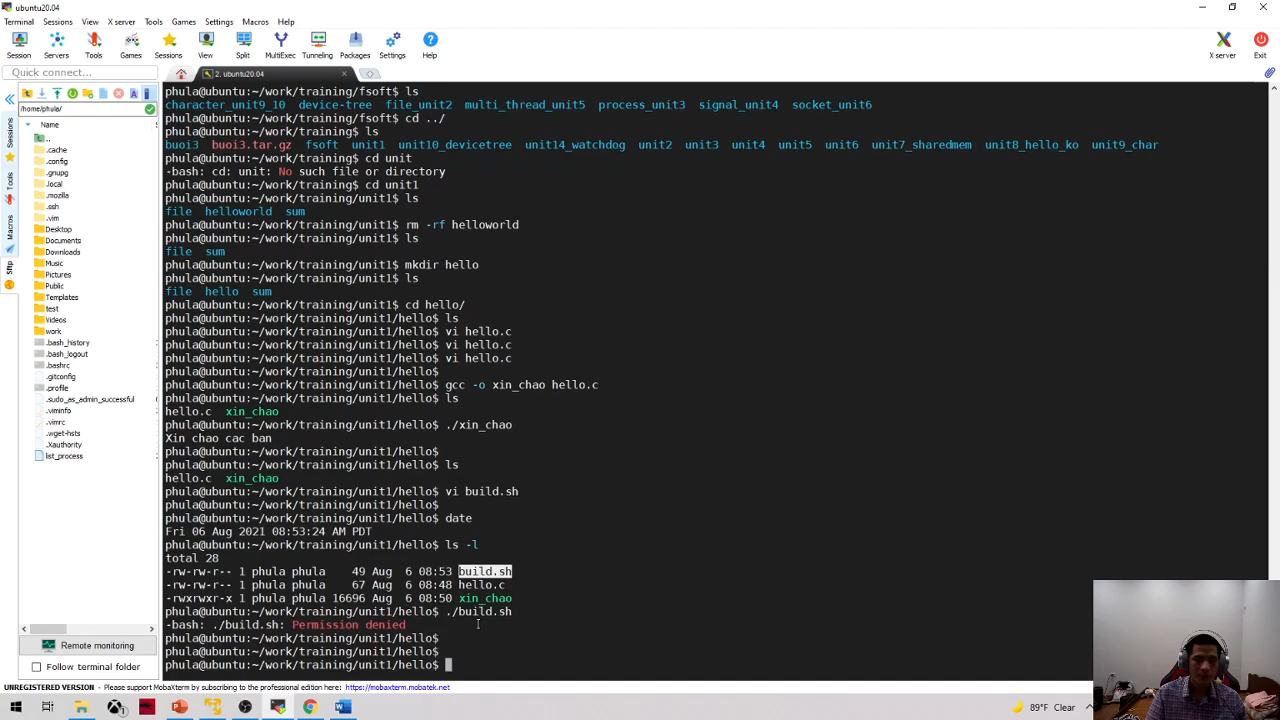 ubuntu20.04
Terminal Sessions View X server Tools Games Settings Macros Help
Session Servers Tools Games Sessions View Split MultiExec Tunneling Packages Settings Help X server Exit
Quick connect...
2. ubuntu20.04
/home/phula/
Name
..
.cache
.config
.gnupg
.local
.mozilla
.ssh
.vim
Desktop
Documents
Downloads
Music
Pictures
Public
Templates
test
Videos
work
.bash_history
.bash_logout
.bashrc
.gitconfig
.profile
.sudo_as_admin_successful
.viminfo
.vimrc
.wget-hsts
.Xauthority
list_process
Sessions
Tools
Macros
Sftp
Remote monitoring
Follow terminal folder
phula@ubuntu:~/work/training/fsoft$ ls
character_unit9_10 device-tree file_unit2 multi_thread_unit5 process_unit3 signal_unit4 socket_unit6
phula@ubuntu:~/work/training/fsoft$ cd ../
phula@ubuntu:~/work/training$ ls
buoi3 buoi3.tar.gz fsoft unit1 unit10_devicetree unit14_watchdog unit2 unit3 unit4 unit5 unit6 unit7_sharedmem unit8_hello_ko unit9_char
phula@ubuntu:~/work/training$ cd unit
-bash: cd: unit: No such file or directory
phula@ubuntu:~/work/training$ cd unit1
phula@ubuntu:~/work/training/unit1$ ls
file helloworld sum
phula@ubuntu:~/work/training/unit1$ rm -rf helloworld
phula@ubuntu:~/work/training/unit1$ ls
file sum
phula@ubuntu:~/work/training/unit1$ mkdir hello
phula@ubuntu:~/work/training/unit1$ ls
file hello sum
phula@ubuntu:~/work/training/unit1$ cd hello/
phula@ubuntu:~/work/training/unit1/hello$ ls
phula@ubuntu:~/work/training/unit1/hello$ vi hello.c
phula@ubuntu:~/work/training/unit1/hello$ vi hello.c
phula@ubuntu:~/work/training/unit1/hello$ vi hello.c
phula@ubuntu:~/work/training/unit1/hello$
phula@ubuntu:~/work/training/unit1/hello$ gcc -o xin_chao hello.c
phula@ubuntu:~/work/training/unit1/hello$ ls
hello.c xin_chao
phula@ubuntu:~/work/training/unit1/hello$ ./xin_chao
Xin chao cac ban
phula@ubuntu:~/work/training/unit1/hello$
phula@ubuntu:~/work/training/unit1/hello$ ls
hello.c xin_chao
phula@ubuntu:~/work/training/unit1/hello$ vi build.sh
phula@ubuntu:~/work/training/unit1/hello$
phula@ubuntu:~/work/training/unit1/hello$ date
Fri 06 Aug 2021 08:53:24 AM PDT
phula@ubuntu:~/work/training/unit1/hello$ ls -l
total 28
-rw-rw-r-- 1 phula phula 49 Aug 6 08:53 build.sh
-rw-rw-r-- 1 phula phula 67 Aug 6 08:48 hello.c
-rwxrwxr-x 1 phula phula 16696 Aug 6 08:50 xin_chao
phula@ubuntu:~/work/training/unit1/hello$ ./build.sh
-bash: ./build.sh: Permission denied
phula@ubuntu:~/work/training/unit1/hello$
phula@ubuntu:~/work/training/unit1/hello$
phula@ubuntu:~/work/training/unit1/hello$
UNREGISTERED VERSION - Please support MobaXterm by subscribing to the professional edition here: https://mobaxterm.mobatek.net
89°F Clear